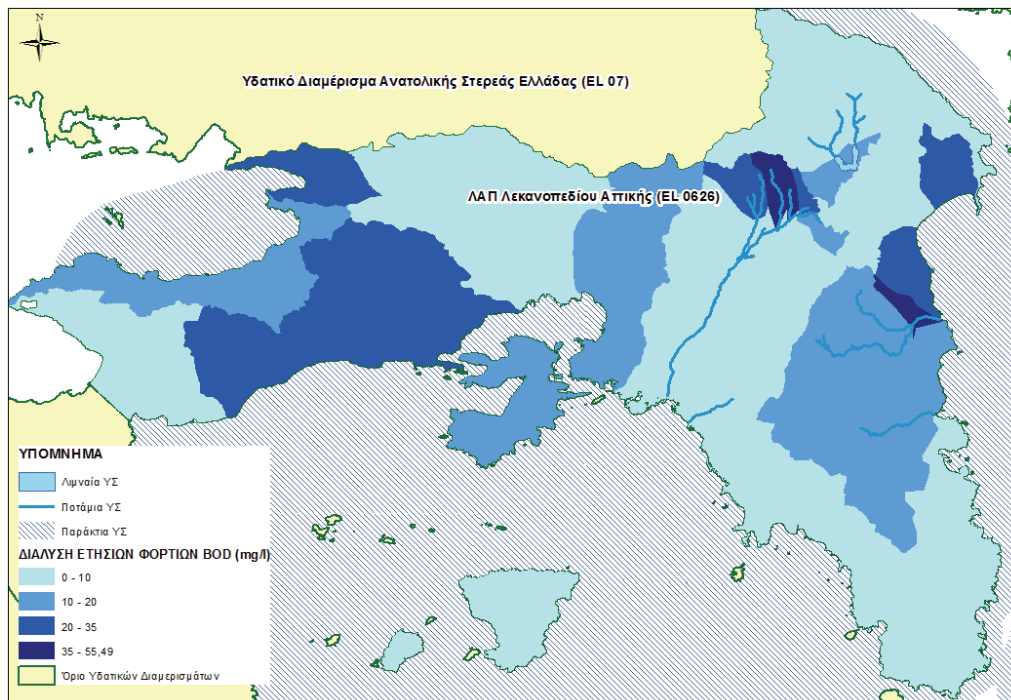 N
Υδατικό Διαμέρισμα Ανατολικής Στερεάς Ελλάδας (EL 07)
ΛΑΠ Λεκανοπεδίου Αττικής (EL 0626)
ΥΠΟΜΝΗΜΑ
Λιμναία ΥΣ
Ποτάμια ΥΣ
Παράκτια ΥΣ
ΔΙΑΛΥΣΗ ΕΤΗΣΙΩΝ ΦΟΡΤΙΩΝ BOD (mg/l)
0 - 10
10 - 20
20 - 35
35 - 55,49
Όριο Υδατικών Διαμερισμάτων